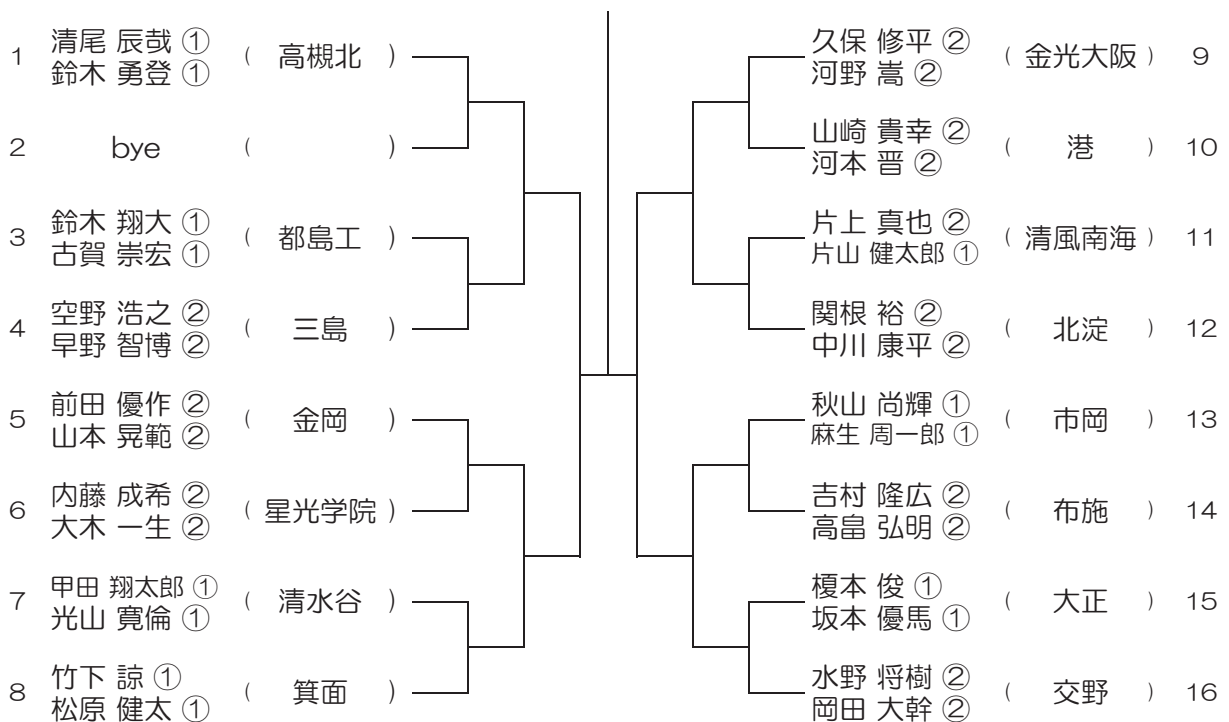 1 清尾 辰哉 ① ( 高槻北 )
鈴木 勇登 ①
2 bye ( )
3 鈴木 翔大 ① ( 都島工 )
古賀 崇宏 ①
4 空野 浩之 ② ( 三島 )
早野 智博 ②
5 前田 優作 ② ( 金岡 )
山本 晃範 ②
6 内藤 成希 ② ( 星光学院 )
大木 一生 ②
7 甲田 翔太郎 ① ( 清水谷 )
光山 寛倫 ①
8 竹下 諒 ① ( 箕面 )
松原 健太 ①
久保 修平 ② ( 金光大阪 ) 9
河野 嵩 ②
山崎 貴幸 ② ( 港 ) 10
河本 晋 ②
片上 真也 ② ( 清風南海 ) 11
片山 健太郎 ①
関根 裕 ② ( 北淀 ) 12
中川 康平 ②
秋山 尚輝 ① ( 市岡 ) 13
麻生 周一郎 ①
吉村 隆広 ② ( 布施 ) 14
高畠 弘明 ②
榎本 俊 ① ( 大正 ) 15
坂本 優馬 ①
水野 将樹 ② ( 交野 ) 16
岡田 大幹 ②